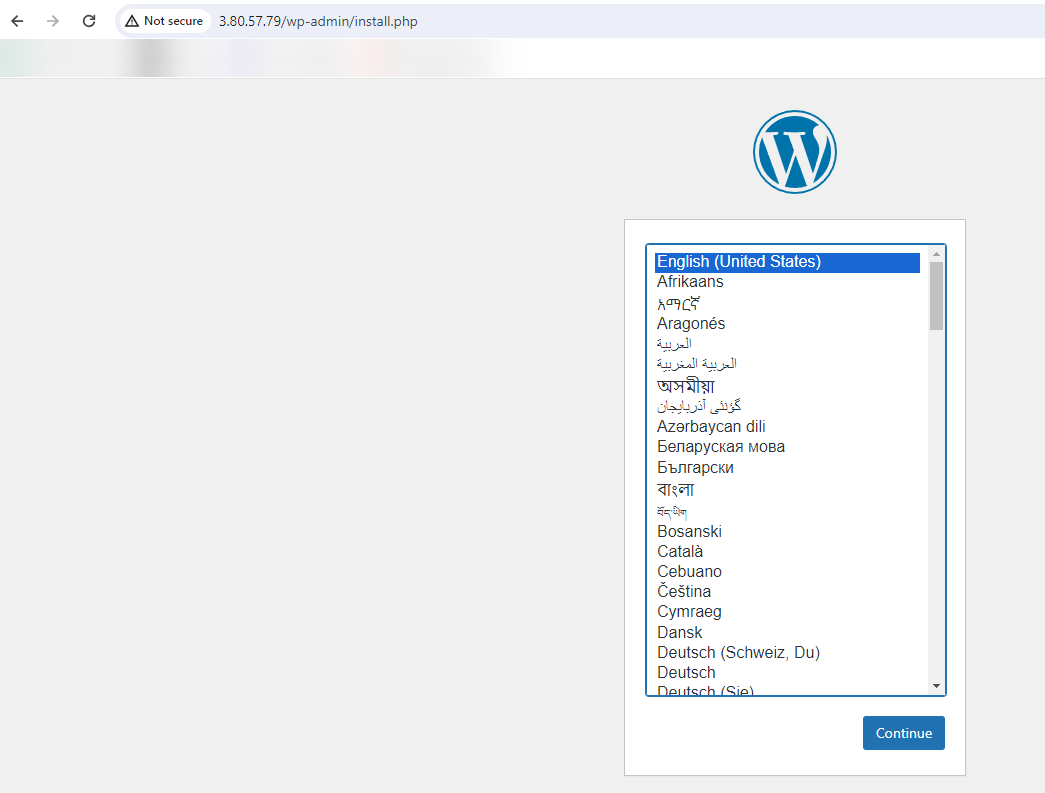 Not secure 3.80.57.79/wp-admin/install.php
English (United States)
Afrikaans
አማርኛ
Aragonés
العربية
العربية المغربية
অসমীয়া
گؤنئی آذربایجان
Azərbaycan dili
Беларуская мова
Български
বাংলা
བོད་ཡིག
Bosanski
Català
Cebuano
Čeština
Cymraeg
Dansk
Deutsch (Schweiz, Du)
Deutsch
Deutsch (Sie)
Continue